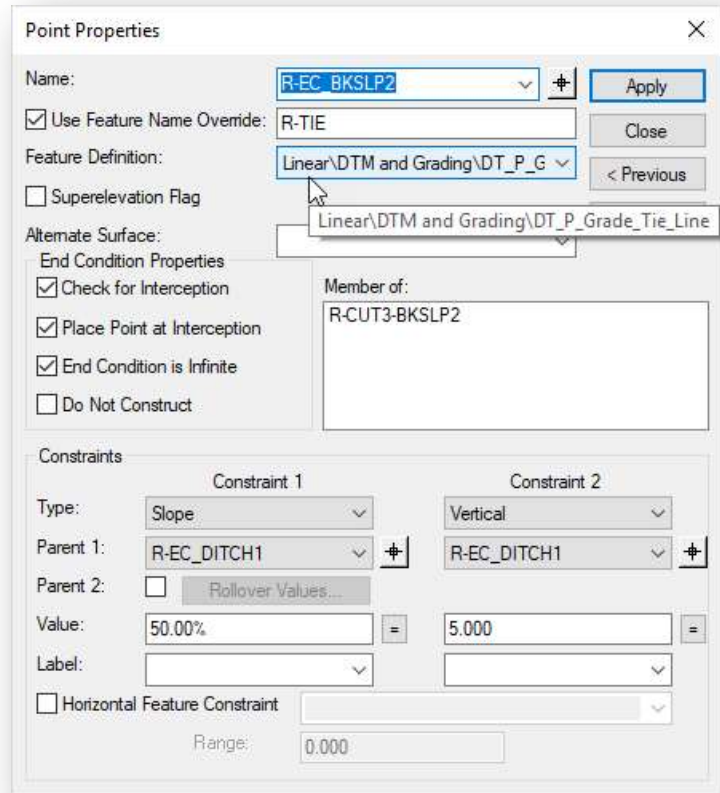 Point Properties
Name: R-EC_BKSLP2 Apply
Use Feature Name Override: R-TIE Close
Feature Definition: Linear\DTM and Grading\DT_P_G < Previous
Superelevation Flag
Linear\DTM and Grading\DT_P_Grade_Tie_Line
Alternate Surface:
End Condition Properties
Check for Interception Member of:
R-CUT3-BKSLP2
Place Point at Interception
End Condition is Infinite
Do Not Construct
Constraints
Constraint 1 Constraint 2
Type: Slope Vertical
Parent 1: R-EC_DITCH1 R-EC_DITCH1
Parent 2: Rollover Values...
Value: 50.00% = 5.000 =
Label:
Horizontal Feature Constraint
Range: 0.000